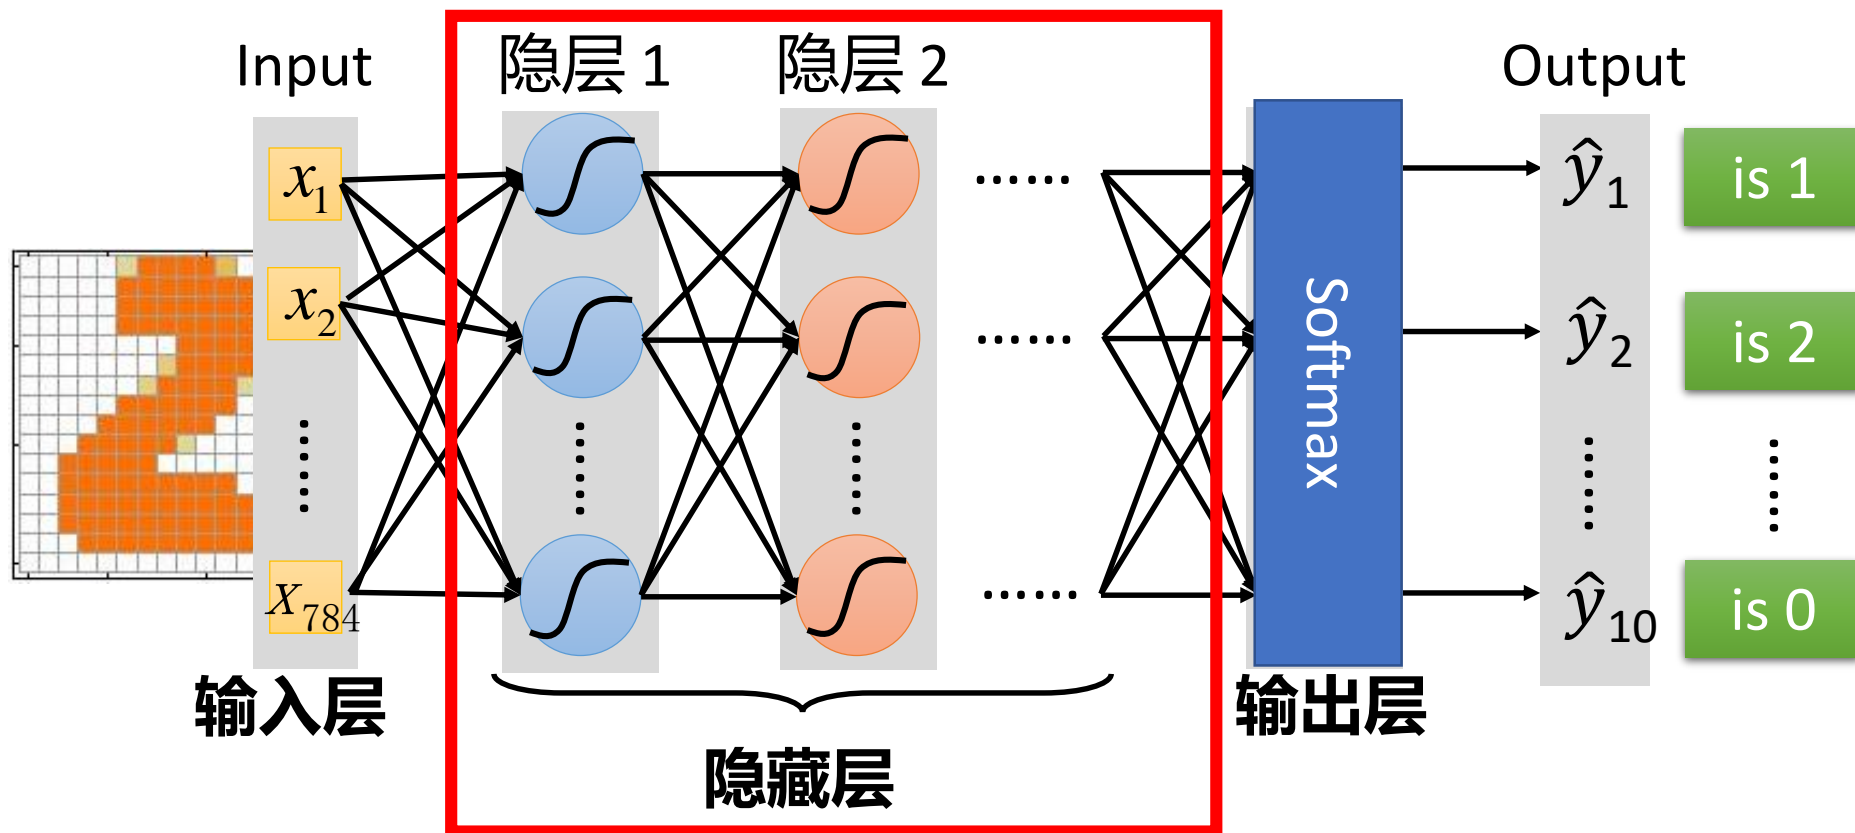 Input
隐层 1
隐层 2
Output
x₁
x₂
⋮
X₇₈₄
……
……
……
Softmax
ŷ₁
ŷ₂
⋮
ŷ₁₀
is 1
is 2
⋮
is 0
输入层
隐藏层
输出层